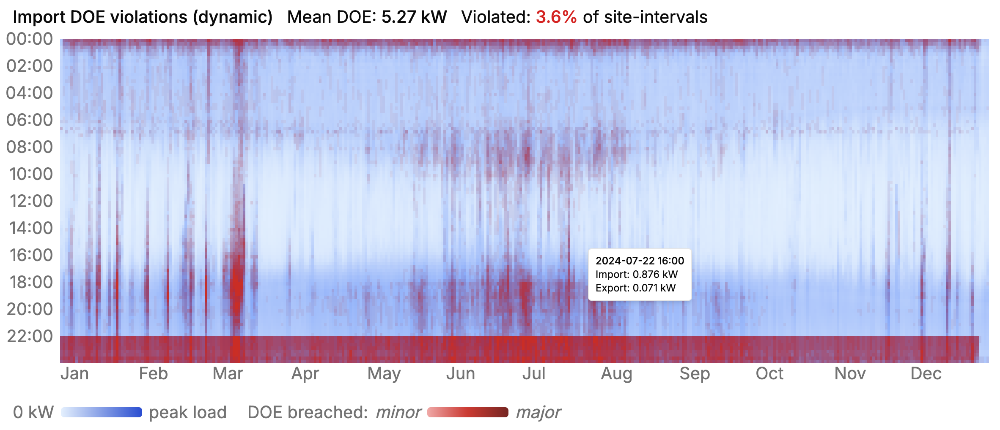 Import DOE violations (dynamic) Mean DOE: 5.27 kW Violated: 3.6% of site-intervals
00:00
02:00
04:00
06:00
08:00
10:00
12:00
14:00
16:00
18:00
20:00
22:00
2024-07-22 16:00
Import: 0.876 kW
Export: 0.071 kW
Jan Feb Mar Apr May Jun Jul Aug Sep Oct Nov Dec
0 kW peak load DOE breached: minor major